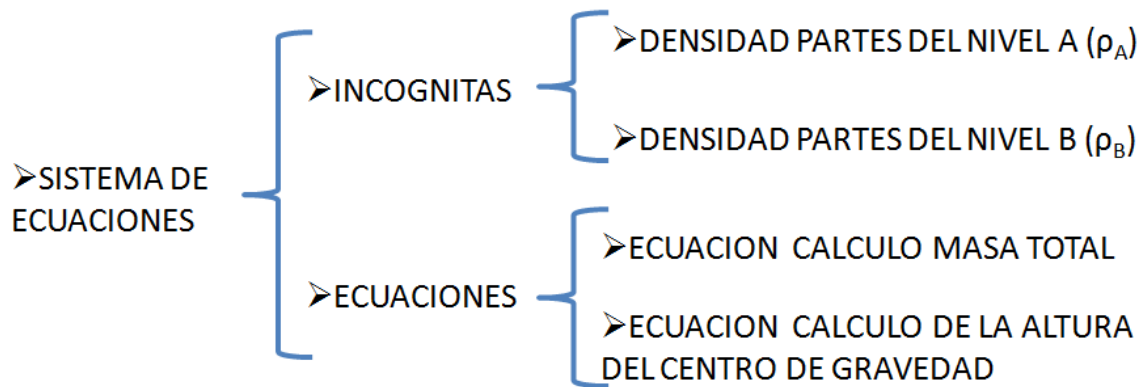 ➢DENSIDAD PARTES DEL NIVEL A (ρA)
➢INCOGNITAS
➢DENSIDAD PARTES DEL NIVEL B (ρB)
➢SISTEMA DE
ECUACIONES
➢ECUACION CALCULO MASA TOTAL
➢ECUACIONES
➢ECUACION CALCULO DE LA ALTURA
DEL CENTRO DE GRAVEDAD